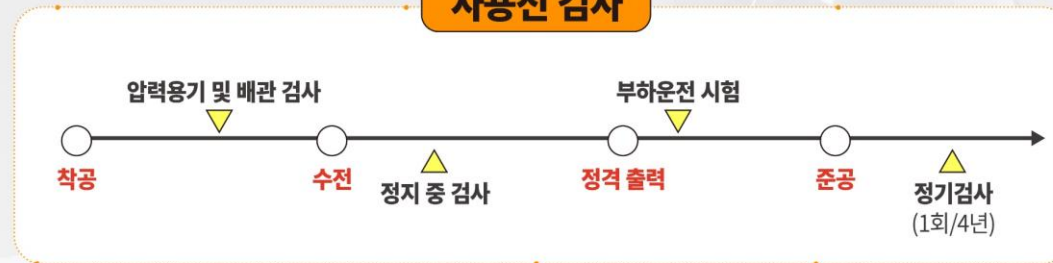 사용전 검사
압력용기 및 배관 검사
부하운전 시험
착공
수전
정지 중 검사
정격 출력
준공
정기검사
(1회/4년)